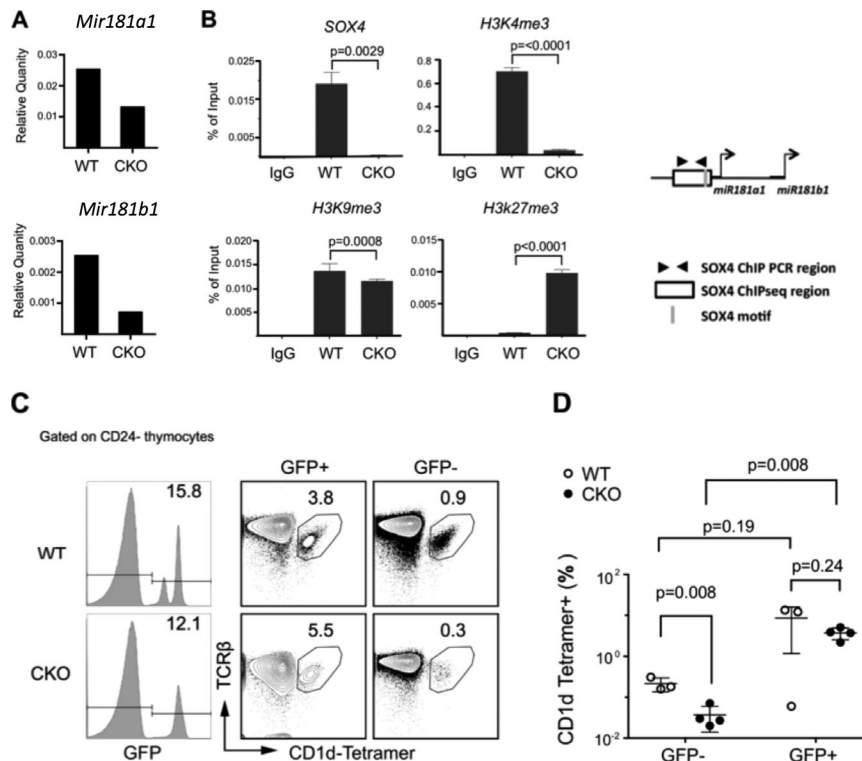 A
Mir181a1
Relative Quanity
0.03
0.01
WT
CKO
Mir181b1
Relative Quanity
0.003
0.001
WT
CKO
B
SOX4
p=0.0029
% of Input
0.025
0.015
0.005
IgG
WT
CKO
H3K4me3
p=<0.0001
0.8
0.6
0.4
0.2
IgG
WT
CKO
H3K9me3
p=0.0008
% of Input
0.020
0.015
0.010
0.005
IgG
WT
CKO
H3k27me3
p<0.0001
0.015
0.010
0.005
IgG
WT
CKO
miR181a1
miR181b1
SOX4 ChIP PCR region
SOX4 ChIPseq region
SOX4 motif
C
Gated on CD24- thymocytes
GFP+
GFP-
WT
15.8
3.8
0.9
CKO
12.1
5.5
0.3
GFP
TCRβ
CD1d-Tetramer
D
WT
CKO
p=0.008
p=0.19
p=0.24
p=0.008
CD1d Tetramer+ (%)
10²
10⁰
10⁻²
GFP-
GFP+